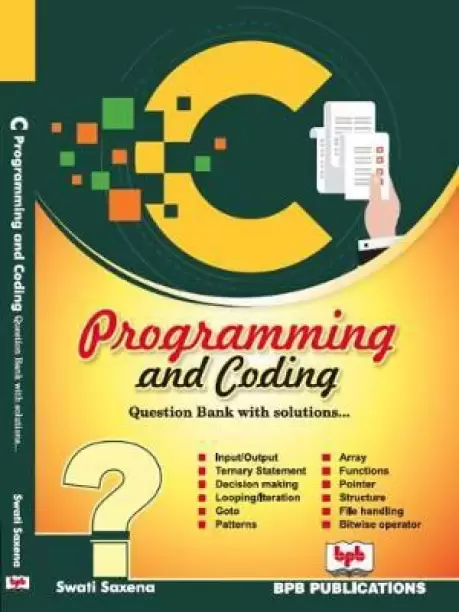 C Programming and Coding Question Bank with solutions...
Swati Saxena
bpb
C
Programming
and Coding
Question Bank with solutions...
Input/Output
Ternary Statement
Decision making
Looping/Iteration
Goto
Patterns
Array
Functions
Pointer
Structure
File handling
Bitwise operator
?
bpb
Swati Saxena
BPB PUBLICATIONS